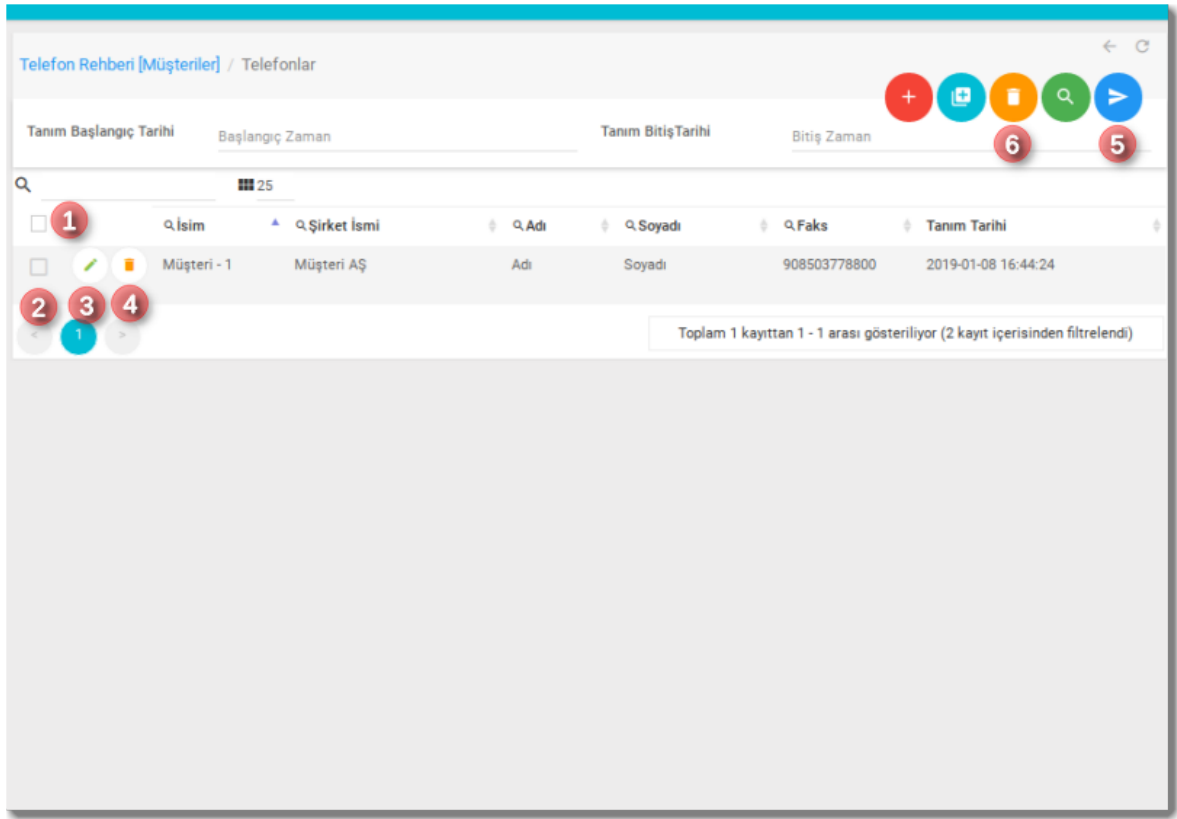 Telefon Rehberi [Müşteriler] / Telefonlar
Tanım Başlangıç Tarihi Başlangıç Zaman Tanım BitişTarihi Bitiş Zaman
6 5
25
1 İsim Şirket İsmi Adı Soyadı Faks Tanım Tarihi
Müşteri - 1 Müşteri AŞ Adı Soyadı 908503778800 2019-01-08 16:44:24
2 3 4
< 1 > Toplam 1 kayıttan 1 - 1 arası gösteriliyor (2 kayıt içerisinden filtrelendi)